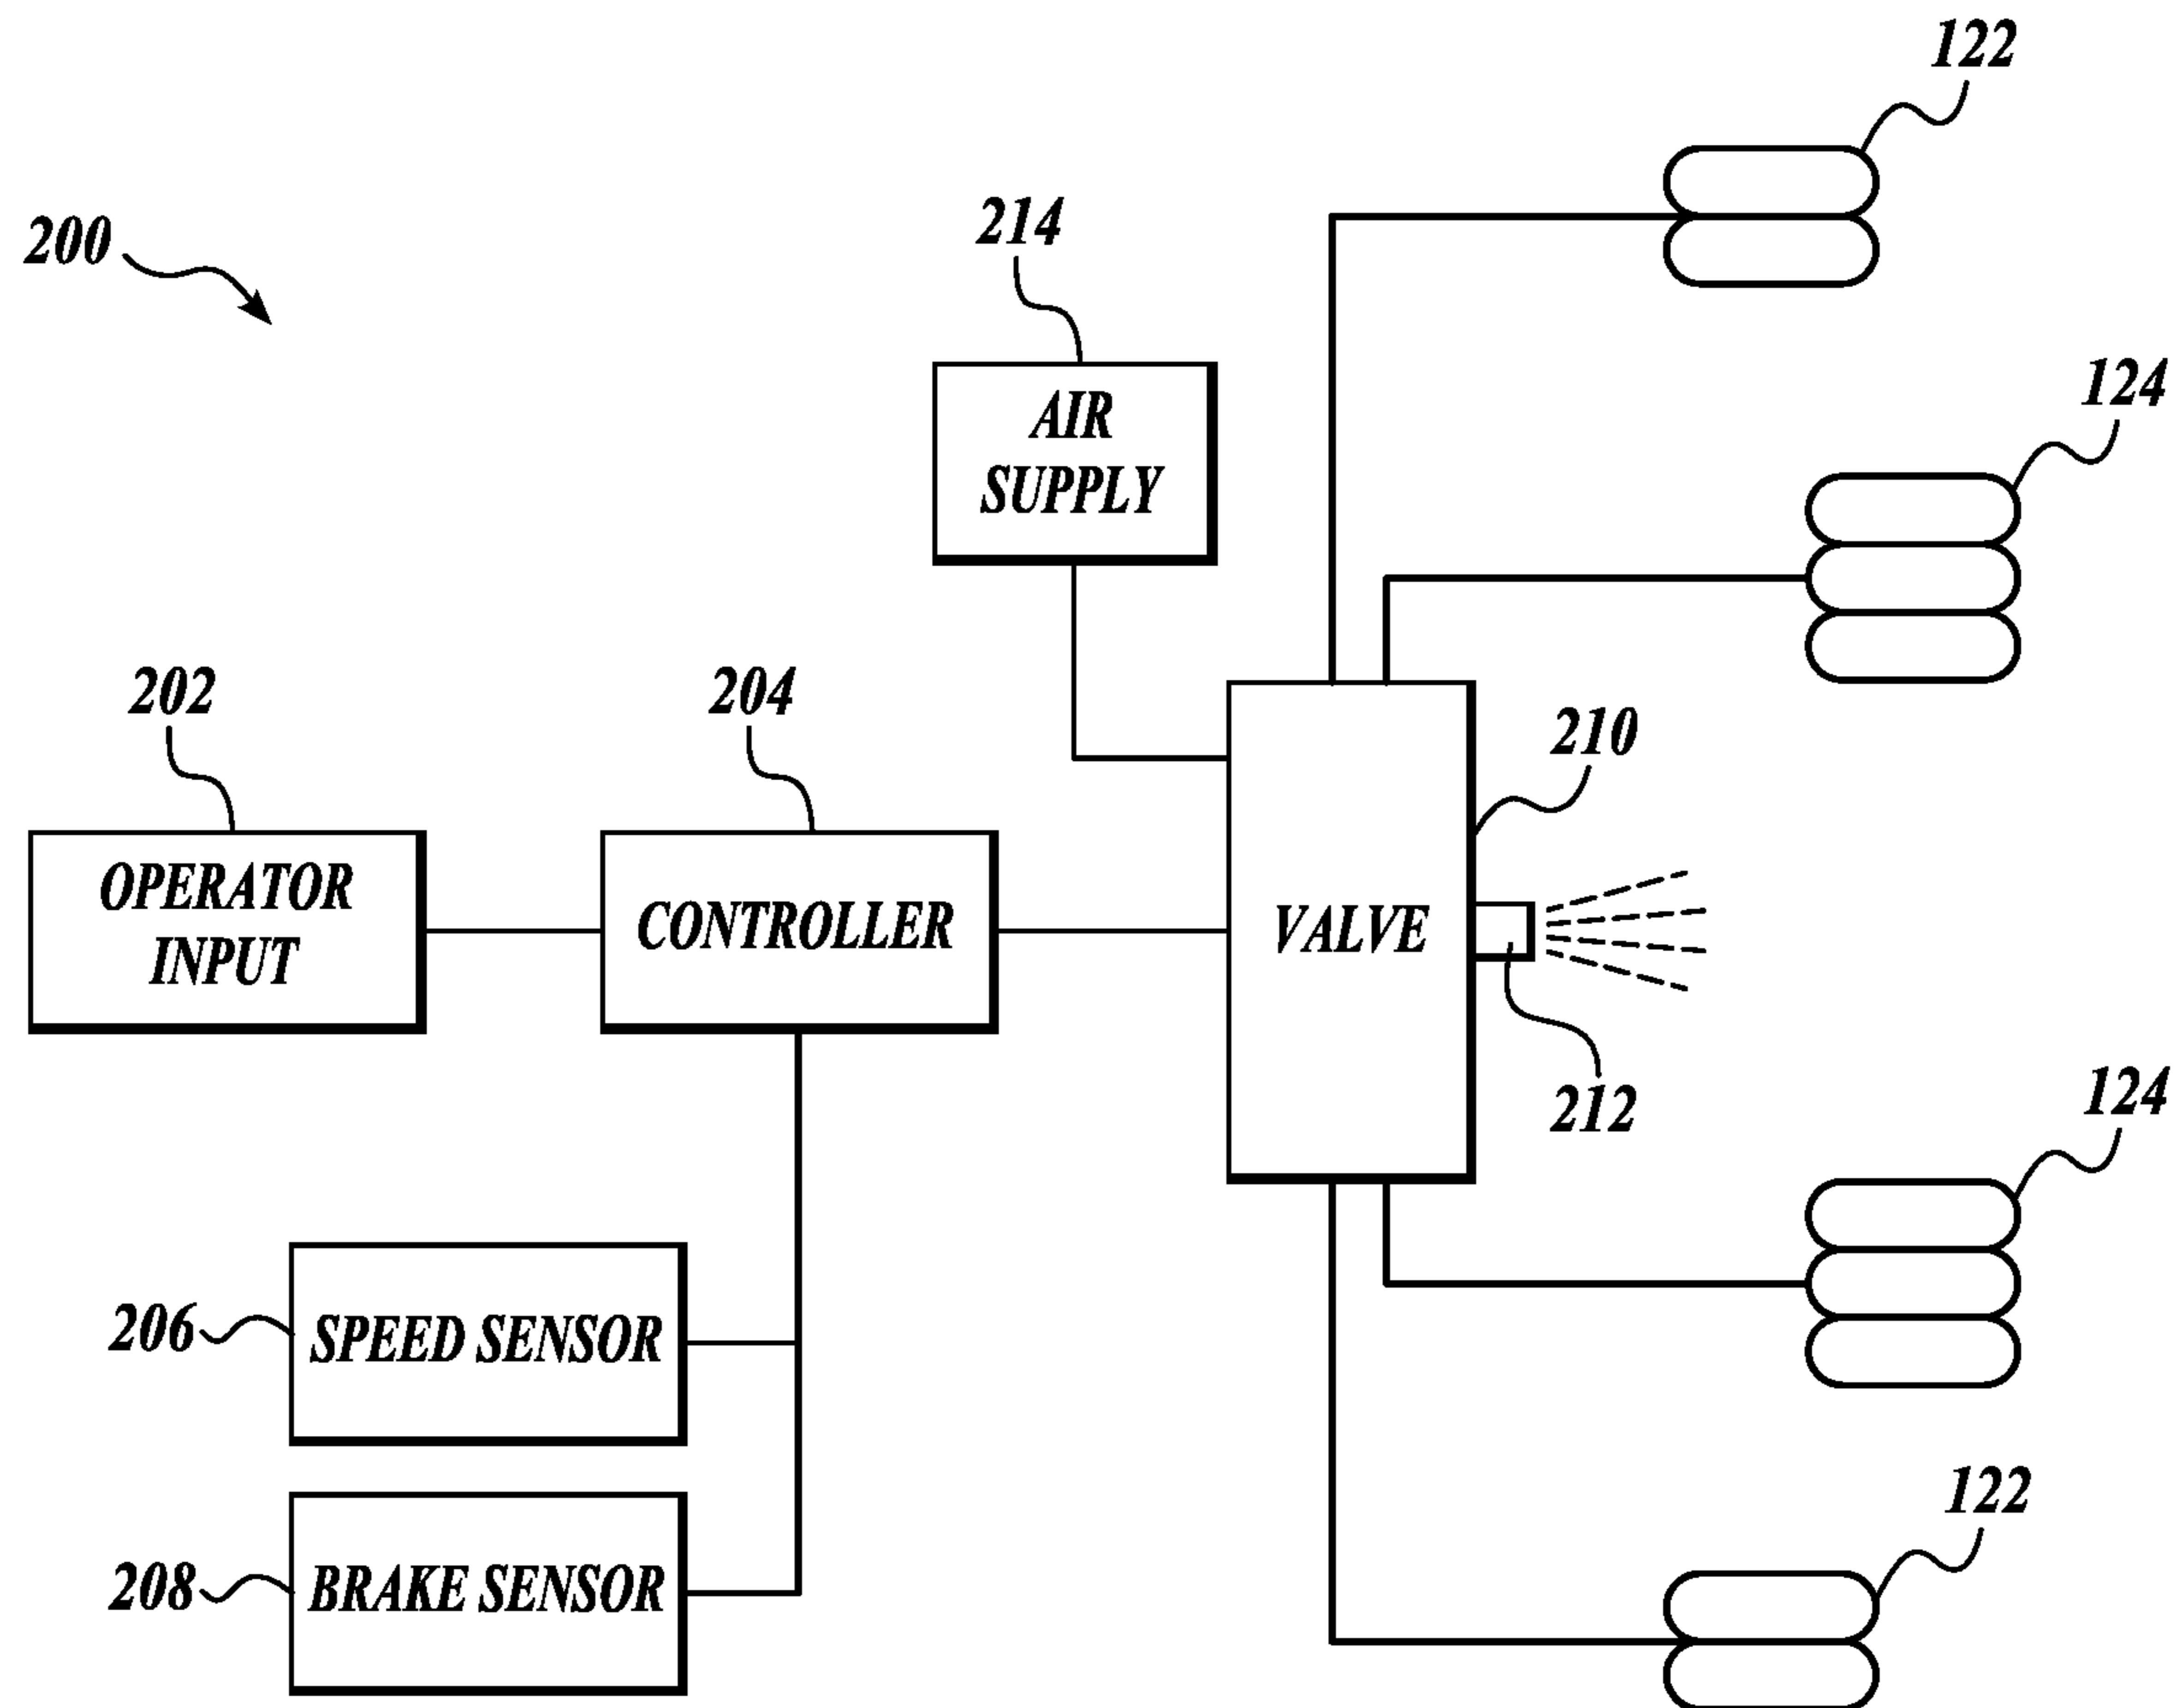 122
200
214
124
AIR
SUPPLY
202
204
210
OPERATOR
INPUT
CONTROLLER
VALVE
212
124
206
SPEED SENSOR
122
208
BRAKE SENSOR